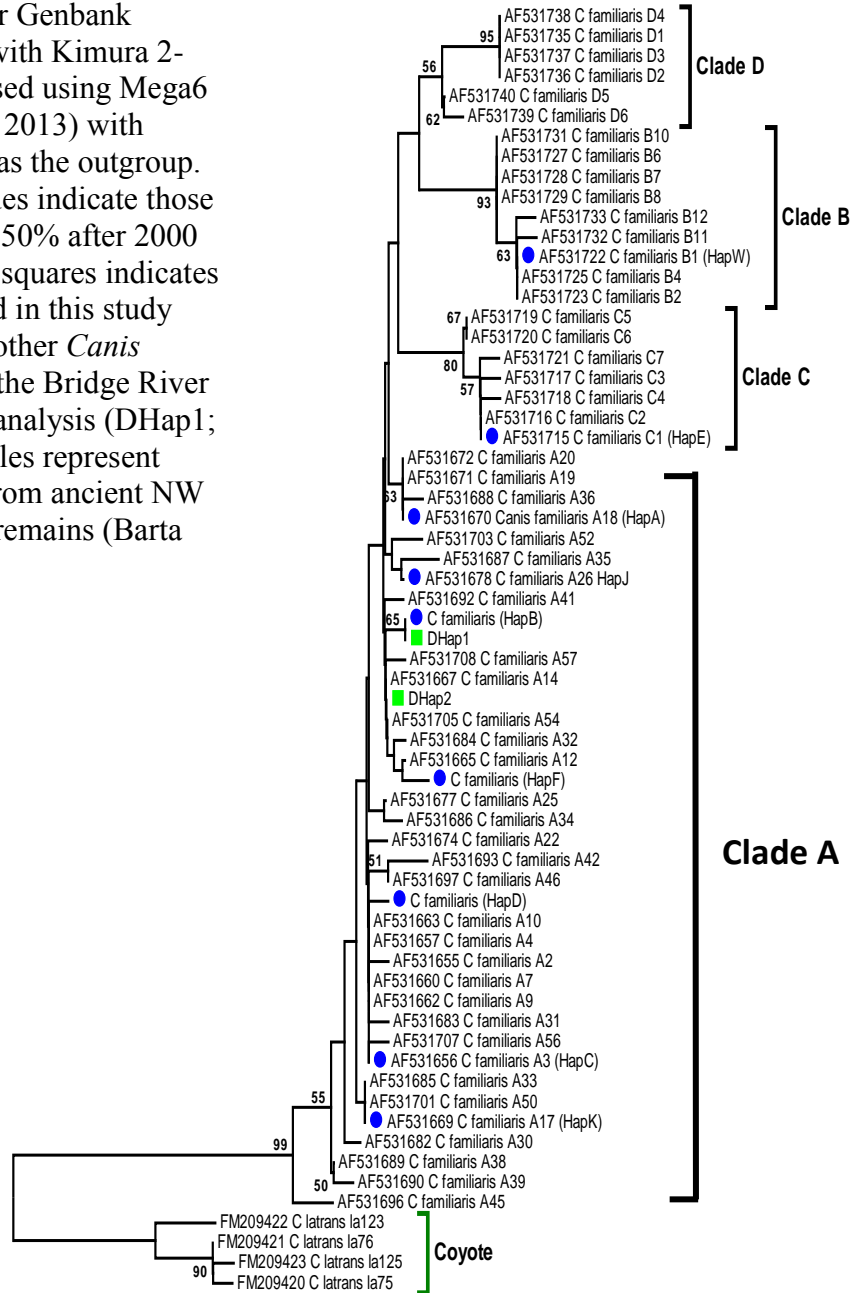 r Genbank
with Kimura 2-
sed using Mega6
2013) with
as the outgroup.
ues indicate those
50% after 2000
squares indicates
d in this study
other Canis
the Bridge River
analysis (DHap1;
les represent
from ancient NW
remains (Barta
AF531738 C familiaris D4
95
AF531735 C familiaris D1
AF531737 C familiaris D3
56
Clade D
AF531736 C familiaris D2
AF531740 C familiaris D5
62
AF531739 C familiaris D6
AF531731 C familiaris B10
AF531727 C familiaris B6
AF531728 C familiaris B7
AF531729 C familiaris B8
93
AF531733 C familiaris B12
Clade B
AF531732 C familiaris B11
63
AF531722 C familiaris B1 (HapW)
AF531725 C familiaris B4
AF531723 C familiaris B2
67
AF531719 C familiaris C5
AF531720 C familiaris C6
AF531721 C familiaris C7
80
AF531717 C familiaris C3
Clade C
57
AF531718 C familiaris C4
AF531716 C familiaris C2
AF531715 C familiaris C1 (HapE)
AF531672 C familiaris A20
AF531671 C familiaris A19
AF531688 C familiaris A36
53
AF531670 Canis familiaris A18 (HapA)
AF531703 C familiaris A52
AF531687 C familiaris A35
AF531678 C familiaris A26 HapJ
AF531692 C familiaris A41
65
C familiaris (HapB)
DHap1
AF531708 C familiaris A57
AF531667 C familiaris A14
DHap2
AF531705 C familiaris A54
AF531684 C familiaris A32
AF531665 C familiaris A12
C familiaris (HapF)
AF531677 C familiaris A25
AF531686 C familiaris A34
AF531674 C familiaris A22
51
AF531693 C familiaris A42
Clade A
AF531697 C familiaris A46
C familiaris (HapD)
AF531663 C familiaris A10
AF531657 C familiaris A4
AF531655 C familiaris A2
AF531660 C familiaris A7
AF531662 C familiaris A9
AF531683 C familiaris A31
AF531707 C familiaris A56
AF531656 C familiaris A3 (HapC)
AF531685 C familiaris A33
55
AF531701 C familiaris A50
AF531669 C familiaris A17 (HapK)
99
AF531682 C familiaris A30
AF531689 C familiaris A38
50
AF531690 C familiaris A39
AF531696 C familiaris A45
FM209422 C latrans la123
FM209421 C latrans la76
Coyote
90
FM209423 C latrans la125
FM209420 C latrans la75